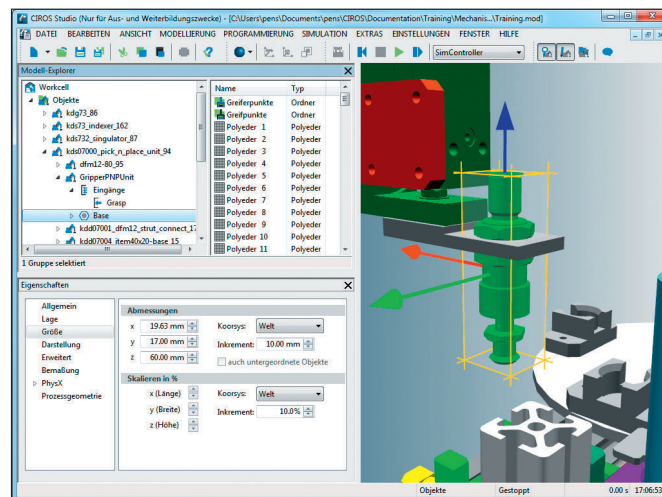 CIROS Studio (Nur für Aus- und Weiterbildungszwecke) - [C:\Users\pens\Documents\pens\CIROS\Documentation\Training\Mechanis...\Training.mod]
DATEI BEARBEITEN ANSICHT MODELLIERUNG PROGRAMMIERUNG SIMULATION EXTRAS EINSTELLUNGEN FENSTER HILFE
SimController
Modell-Explorer
Workcell
Objekte
kdg73_86
kds73_indexer_162
kds732_singulator_87
kds07000_pick_n_place_unit_94
dfm12-80_95
GripperPNPUnit
Eingänge
Grasp
Base
kdd07001_dfm12_strut_connect_17
kdd07004_item40x20-base_15
Name Typ
Greiferpunkte Ordner
Greifpunkte Ordner
Polyeder 1 Polyeder
Polyeder 2 Polyeder
Polyeder 3 Polyeder
Polyeder 4 Polyeder
Polyeder 5 Polyeder
Polyeder 6 Polyeder
Polyeder 7 Polyeder
Polyeder 8 Polyeder
Polyeder 9 Polyeder
Polyeder 10 Polyeder
Polyeder 11 Polyeder
1 Gruppe selektiert
Eigenschaften
Allgemein
Lage
Größe
Darstellung
Erweitert
Bemaßung
PhysX
Prozessgeometrie
Abmessungen
x 19.63 mm Koorsys: Welt
y 17.00 mm Inkrement: 10.00 mm
z 60.00 mm auch untergeordnete Objekte
Skalieren in %
x (Länge) Koorsys: Welt
y (Breite) Inkrement: 10.0%
z (Höhe)
Objekte Gestoppt 0.00 s 17:06:53